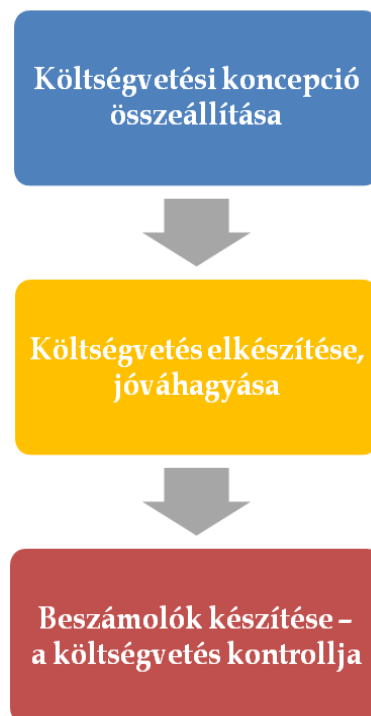 Költségvetési koncepció
összeállítása
Költségvetés elkészítése,
jóváhagyása
Beszámolók készítése –
a költségvetés kontrollja